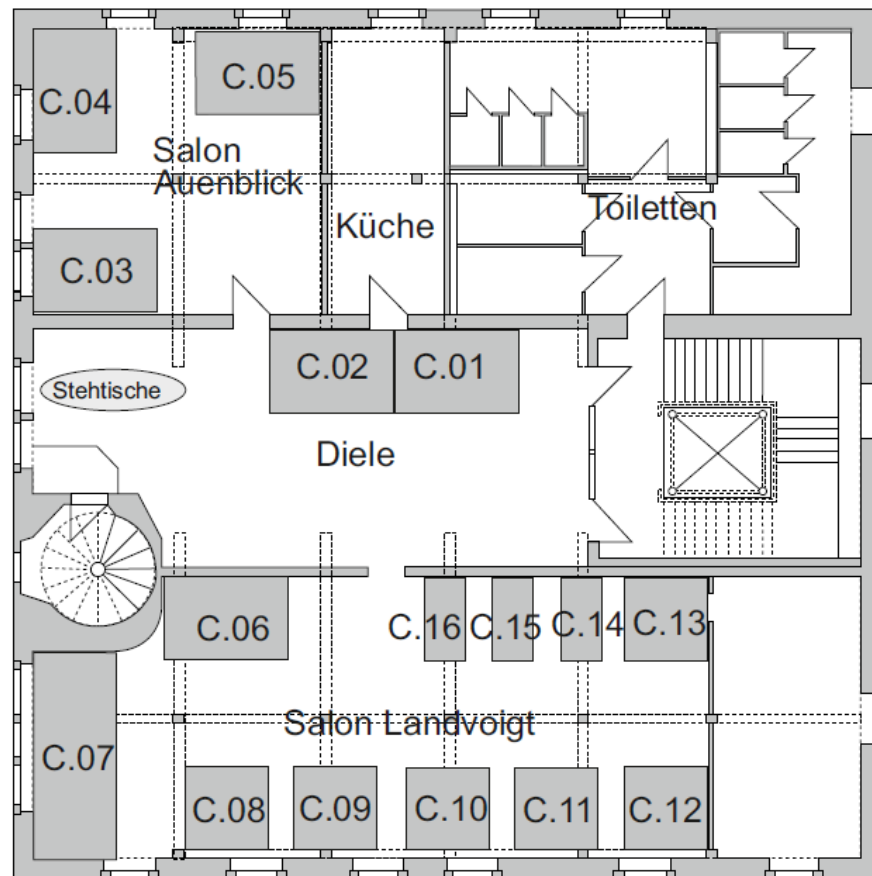 C.04
C.05
Salon
Auenblick
Küche
Toiletten
C.03
C.02
C.01
Stehtische
Diele
C.06
C.16
C.15
C.14
C.13
Salon Landvoigt
C.07
C.08
C.09
C.10
C.11
C.12